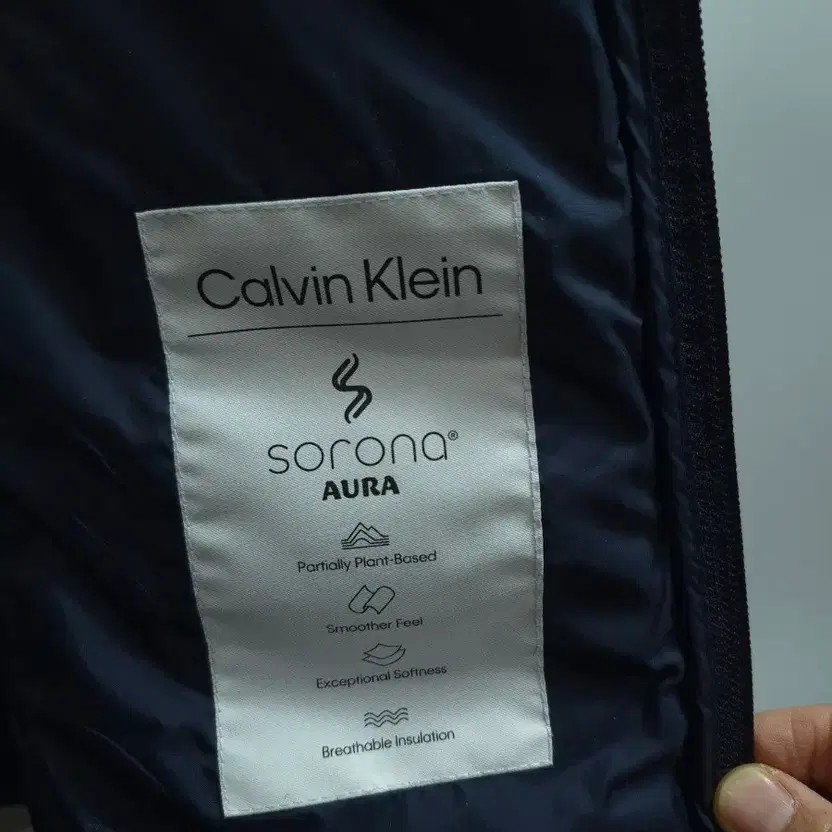 Calvin Klein
sorona®
AURA
Partially Plant-Based
Smoother Feel
Exceptional Softness
Breathable Insulation